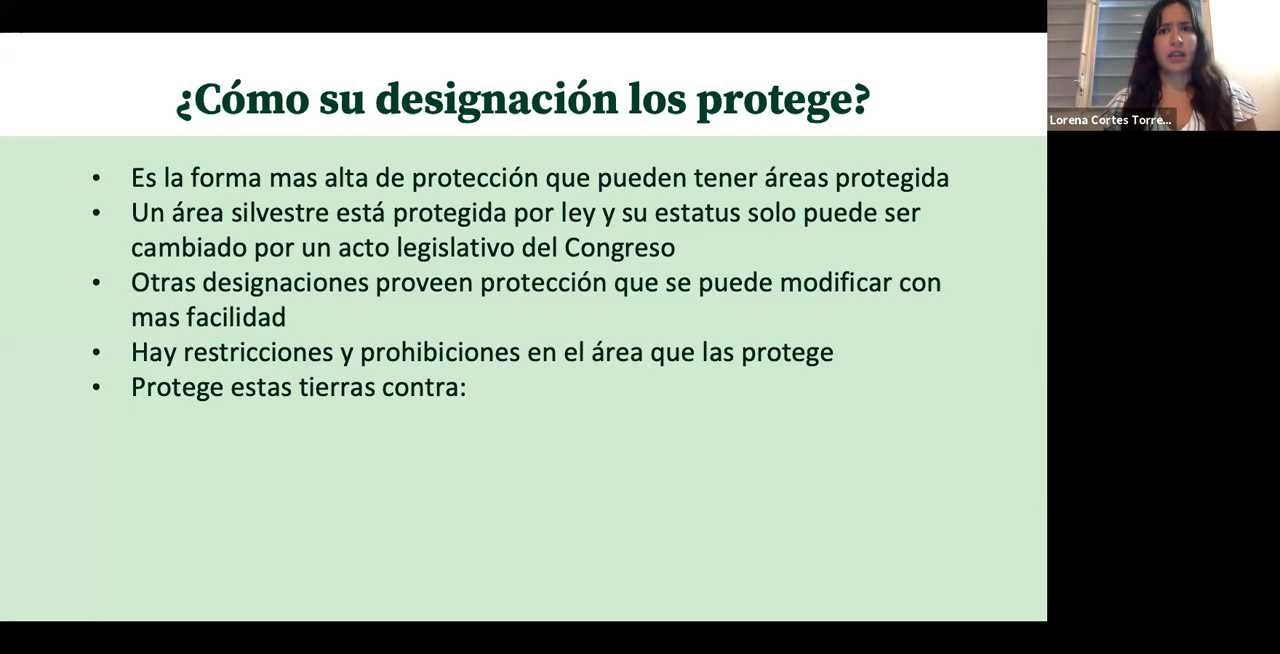 ¿Cómo su designación los protege?
• Es la forma mas alta de protección que pueden tener áreas protegida
• Un área silvestre está protegida por ley y su estatus solo puede ser
cambiado por un acto legislativo del Congreso
• Otras designaciones proveen protección que se puede modificar con
mas facilidad
• Hay restricciones y prohibiciones en el área que las protege
• Protege estas tierras contra:
Lorena Cortes Torre...